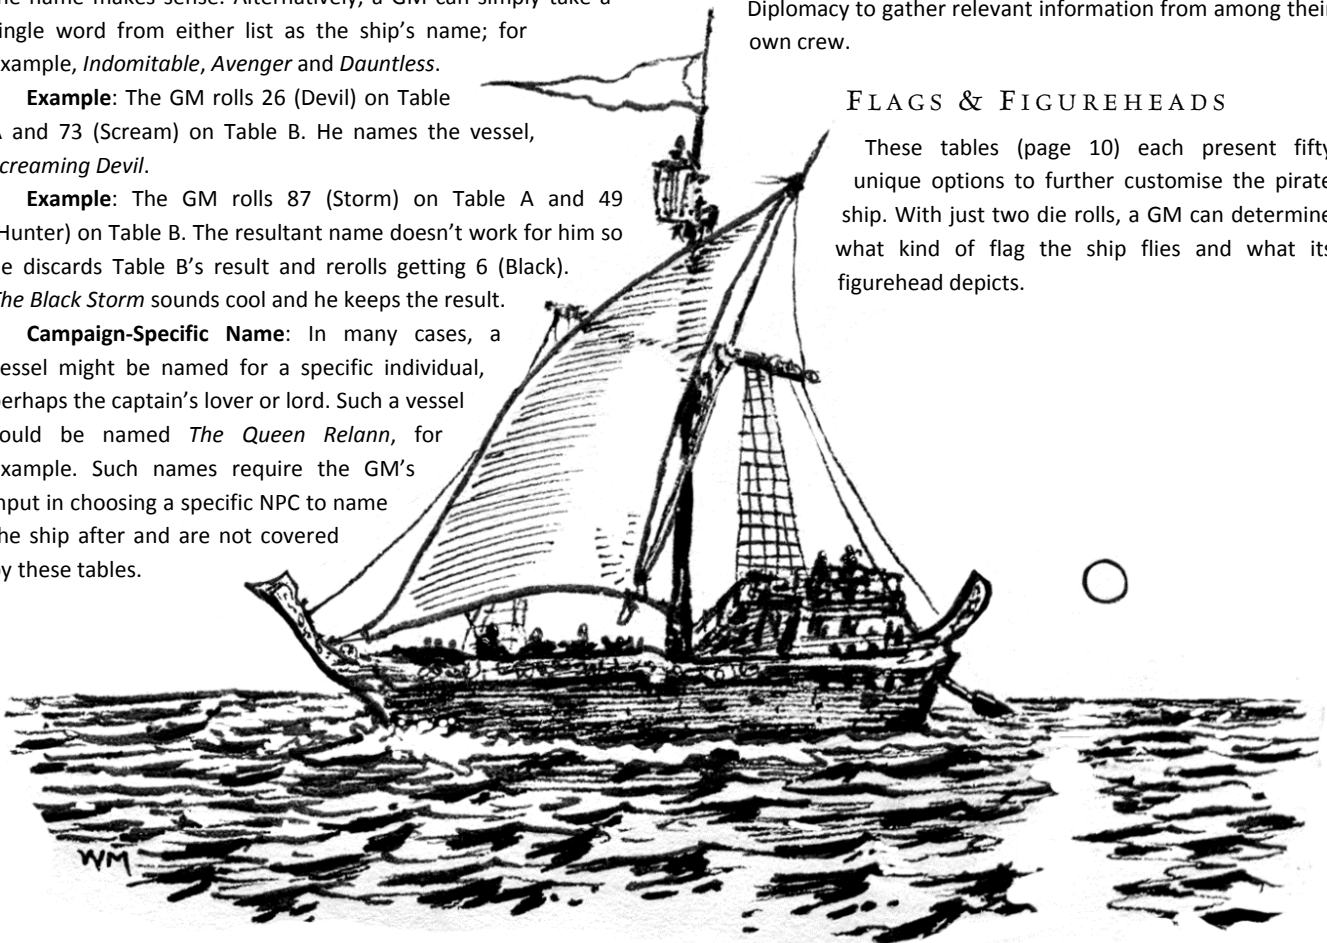 he name makes sense. Alternatively, a GM can simply take a
ingle word from either list as the ship's name; for
xample, Indomitable, Avenger and Dauntless.
Example: The GM rolls 26 (Devil) on Table
A and 73 (Scream) on Table B. He names the vessel,
creaming Devil.
Example: The GM rolls 87 (Storm) on Table A and 49
Hunter) on Table B. The resultant name doesn't work for him so
e discards Table B's result and rerolls getting 6 (Black).
The Black Storm sounds cool and he keeps the result.
Campaign-Specific Name: In many cases, a
essel might be named for a specific individual,
perhaps the captain's lover or lord. Such a vessel
ould be named The Queen Relann, for
xample. Such names require the GM's
nput in choosing a specific NPC to name
he ship after and are not covered
y these tables.
Diplomacy to gather relevant information from among their
own crew.
FLAGS & FIGUREHEADS
These tables (page 10) each present fifty
unique options to further customise the pirate
ship. With just two die rolls, a GM can determine
what kind of flag the ship flies and what its
figurehead depicts.
WM